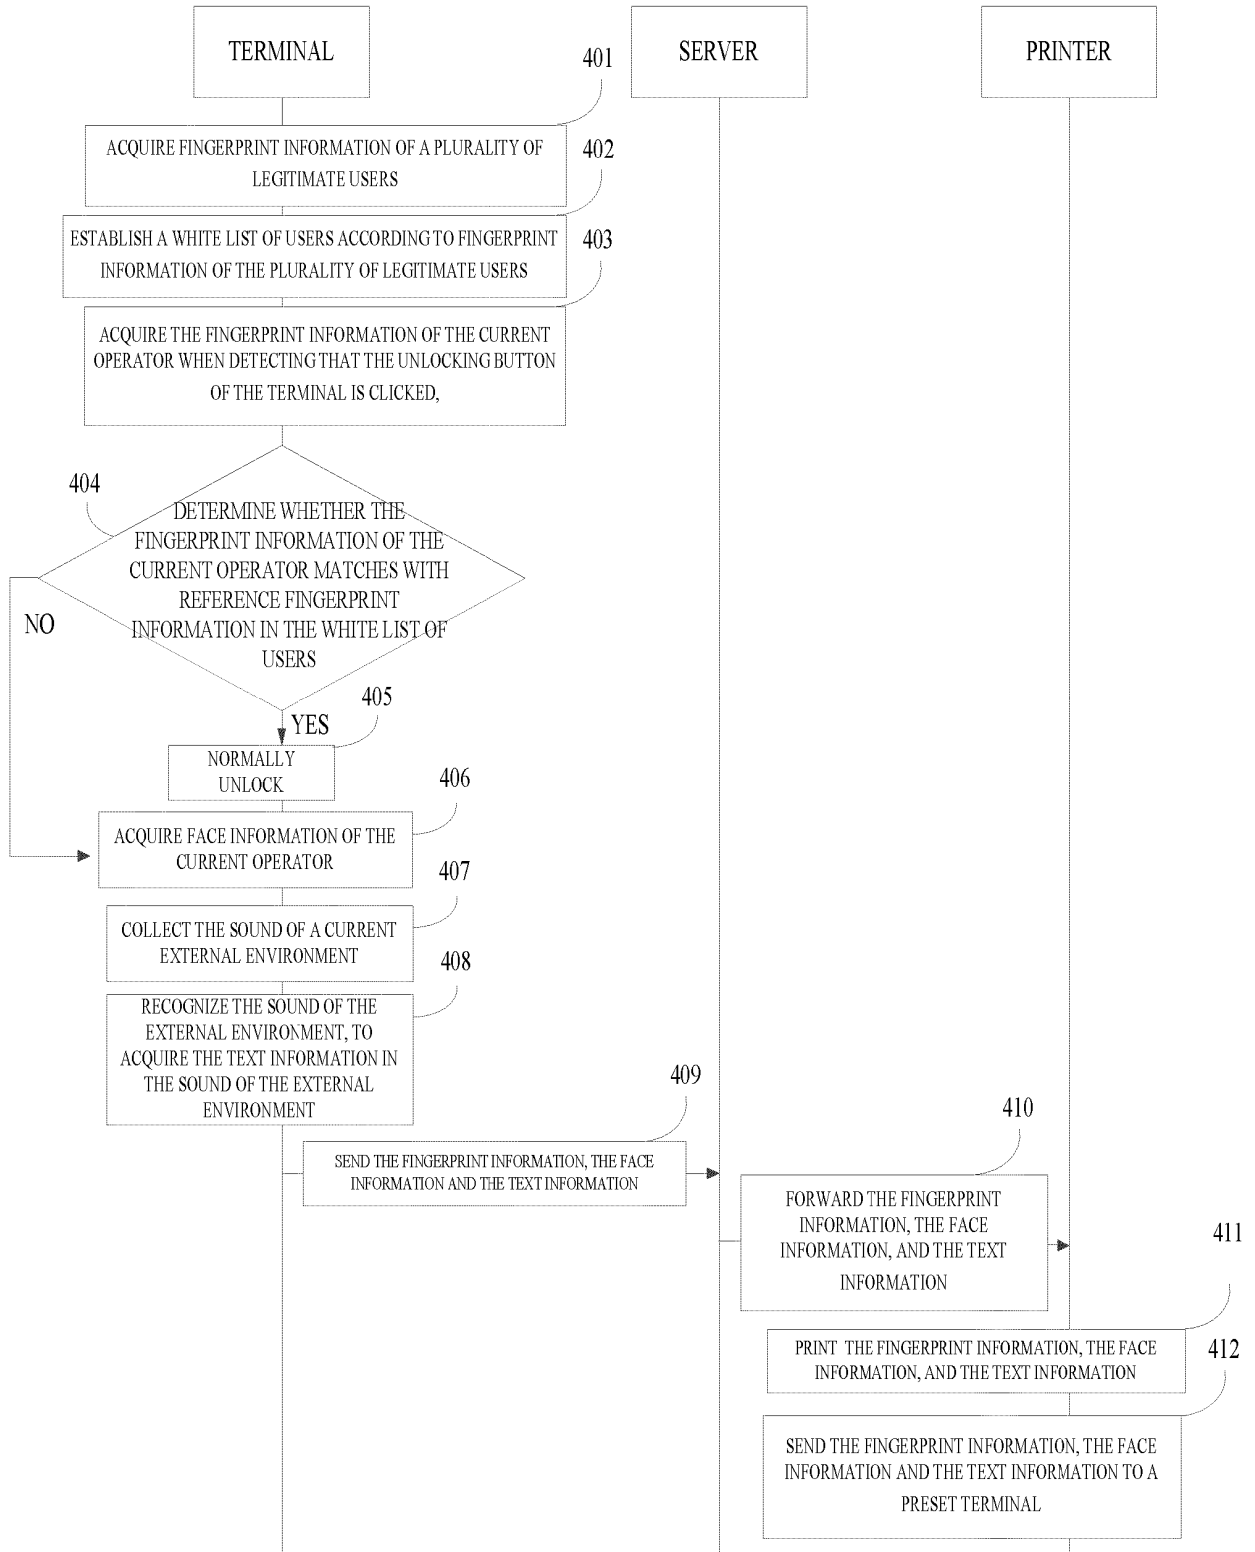 TERMINAL
SERVER
PRINTER
401
ACQUIRE FINGERPRINT INFORMATION OF A PLURALITY OF
LEGITIMATE USERS
402
ESTABLISH A WHITE LIST OF USERS ACCORDING TO FINGERPRINT
INFORMATION OF THE PLURALITY OF LEGITIMATE USERS
403
ACQUIRE THE FINGERPRINT INFORMATION OF THE CURRENT
OPERATOR WHEN DETECTING THAT THE UNLOCKING BUTTON
OF THE TERMINAL IS CLICKED,
404
DETERMINE WHETHER THE
FINGERPRINT INFORMATION OF THE
CURRENT OPERATOR MATCHES WITH
REFERENCE FINGERPRINT
INFORMATION IN THE WHITE LIST OF
USERS
NO
YES
405
NORMALLY
UNLOCK
406
ACQUIRE FACE INFORMATION OF THE
CURRENT OPERATOR
407
COLLECT THE SOUND OF A CURRENT
EXTERNAL ENVIRONMENT
408
RECOGNIZE THE SOUND OF THE
EXTERNAL ENVIRONMENT, TO
ACQUIRE THE TEXT INFORMATION IN
THE SOUND OF THE EXTERNAL
ENVIRONMENT
409
SEND THE FINGERPRINT INFORMATION, THE FACE
INFORMATION AND THE TEXT INFORMATION
410
FORWARD THE FINGERPRINT
INFORMATION, THE FACE
INFORMATION, AND THE TEXT
INFORMATION
411
PRINT THE FINGERPRINT INFORMATION, THE FACE
INFORMATION, AND THE TEXT INFORMATION
412
SEND THE FINGERPRINT INFORMATION, THE FACE
INFORMATION AND THE TEXT INFORMATION TO A
PRESET TERMINAL